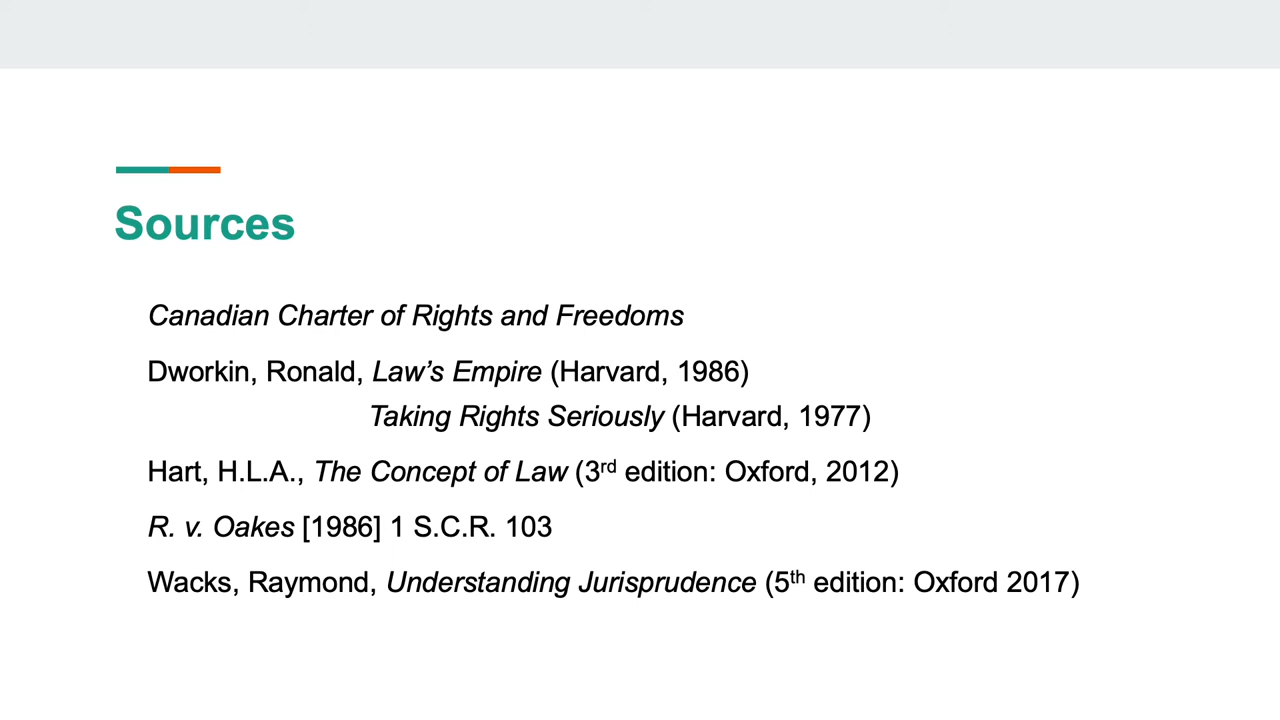 Sources
Canadian Charter of Rights and Freedoms
Dworkin, Ronald, Law’s Empire (Harvard, 1986)
Taking Rights Seriously (Harvard, 1977)
Hart, H.L.A., The Concept of Law (3rd edition: Oxford, 2012)
R. v. Oakes [1986] 1 S.C.R. 103
Wacks, Raymond, Understanding Jurisprudence (5th edition: Oxford 2017)